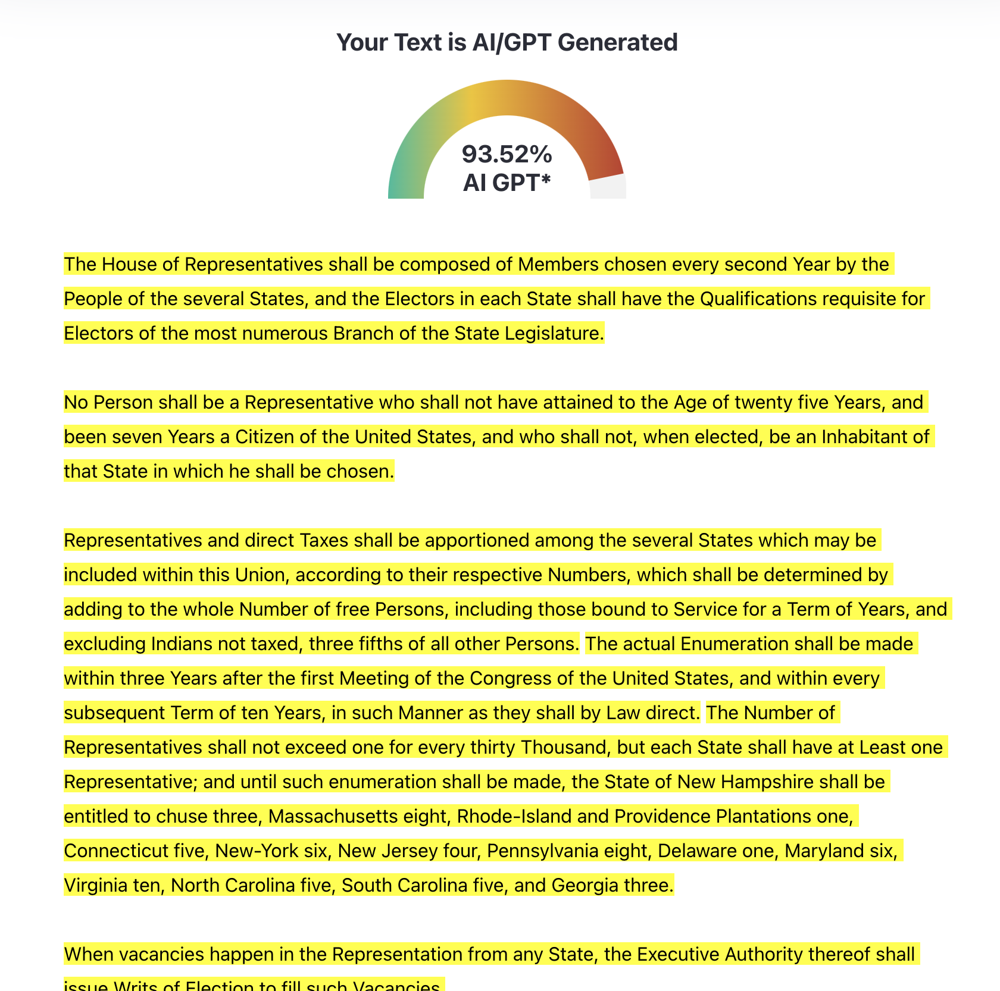 Your Text is AI/GPT Generated
93.52%
AI GPT*
The House of Representatives shall be composed of Members chosen every second Year by the
People of the several States, and the Electors in each State shall have the Qualifications requisite for
Electors of the most numerous Branch of the State Legislature.
No Person shall be a Representative who shall not have attained to the Age of twenty five Years, and
been seven Years a Citizen of the United States, and who shall not, when elected, be an Inhabitant of
that State in which he shall be chosen.
Representatives and direct Taxes shall be apportioned among the several States which may be
included within this Union, according to their respective Numbers, which shall be determined by
adding to the whole Number of free Persons, including those bound to Service for a Term of Years, and
excluding Indians not taxed, three fifths of all other Persons. The actual Enumeration shall be made
within three Years after the first Meeting of the Congress of the United States, and within every
subsequent Term of ten Years, in such Manner as they shall by Law direct. The Number of
Representatives shall not exceed one for every thirty Thousand, but each State shall have at Least one
Representative; and until such enumeration shall be made, the State of New Hampshire shall be
entitled to chuse three, Massachusetts eight, Rhode-Island and Providence Plantations one,
Connecticut five, New-York six, New Jersey four, Pennsylvania eight, Delaware one, Maryland six,
Virginia ten, North Carolina five, South Carolina five, and Georgia three.
When vacancies happen in the Representation from any State, the Executive Authority thereof shall
issue Writs of Election to fill such Vacancies.